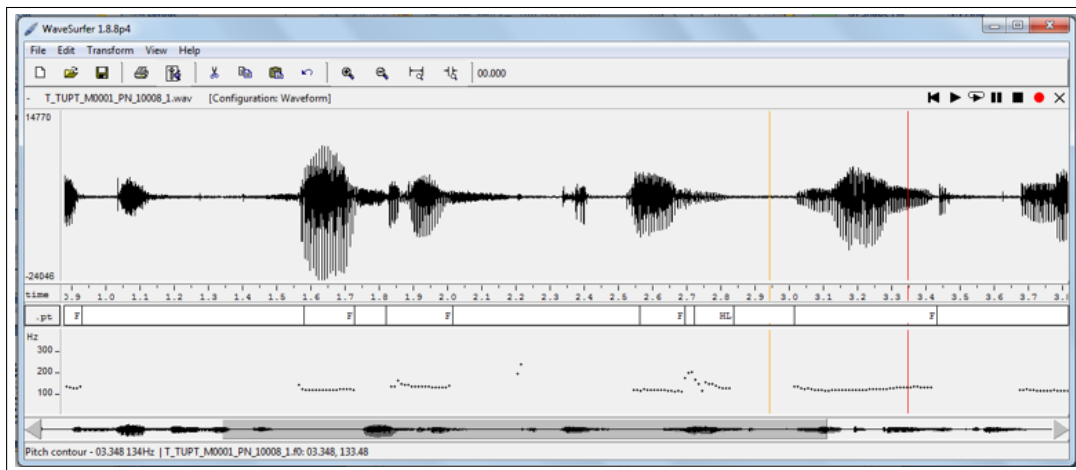 WaveSurfer 1.8.8p4
File Edit Transform View Help
00.000
- T_TUPT_M0001_PN_10008_1.wav [Configuration: Waveform]
14770
-24046
time 0.9 1.0 1.1 1.2 1.3 1.4 1.5 1.6 1.7 1.8 1.9 2.0 2.1 2.2 2.3 2.4 2.5 2.6 2.7 2.8 2.9 3.0 3.1 3.2 3.3 3.4 3.5 3.6 3.7
.pt F F F F HL F
Hz
300
200
100
Pitch contour - 03.348 134Hz | T_TUPT_M0001_PN_10008_1.f0: 03.348, 133.48